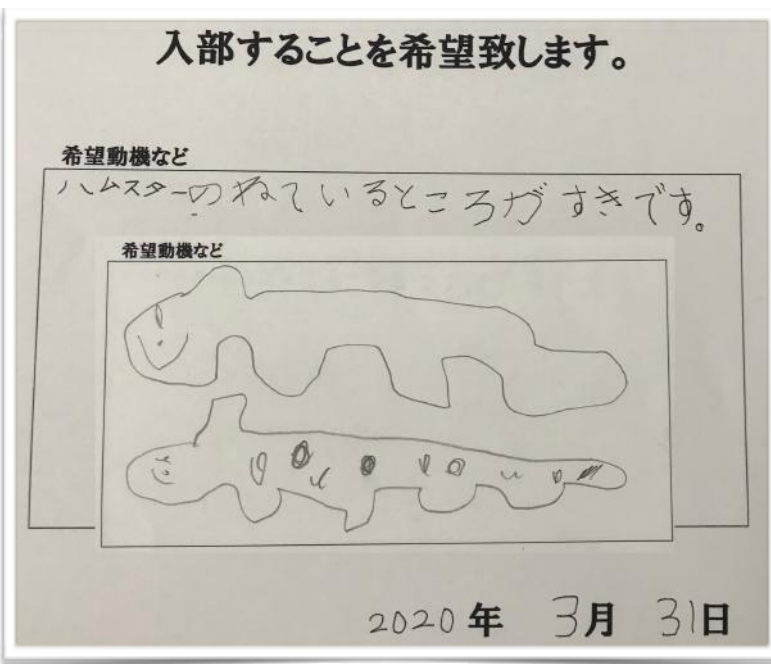 入部することを希望致します。
希望動機など
ハムスターのねているところがすきです。
希望動機など
2020年 3月 31日